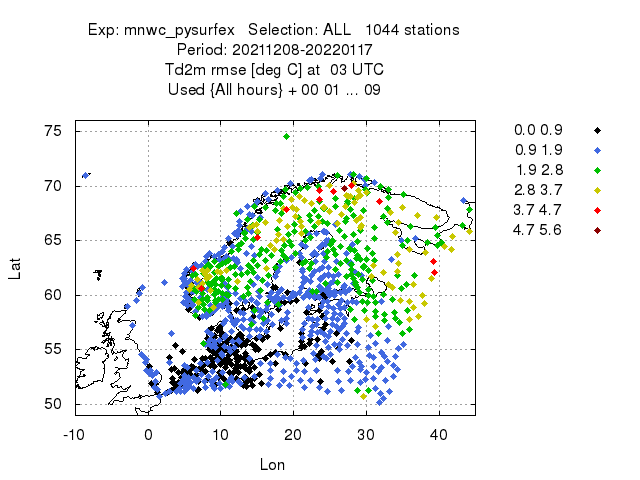 Exp: mnwc_pysurfex   Selection: ALL   1044 stations
Period: 20211208-20220117
Td2m rmse [deg C] at  03 UTC
Used {All hours} + 00 01 ... 09
75
70
65
60
55
50
Lat
-10 0 10 20 30 40
Lon
0.0 0.9
0.9 1.9
1.9 2.8
2.8 3.7
3.7 4.7
4.7 5.6